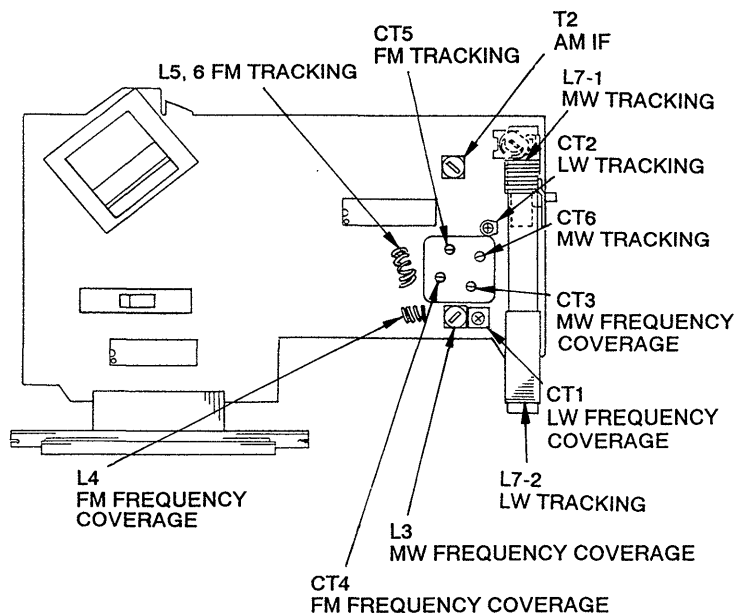 T2
AM IF
CT5
FM TRACKING
L5, 6 FM TRACKING
L7-1
MW TRACKING
CT2
LW TRACKING
CT6
MW TRACKING
CT3
MW FREQUENCY
COVERAGE
CT1
LW FREQUENCY
COVERAGE
L4
FM FREQUENCY
COVERAGE
L7-2
LW TRACKING
L3
MW FREQUENCY COVERAGE
CT4
FM FREQUENCY COVERAGE